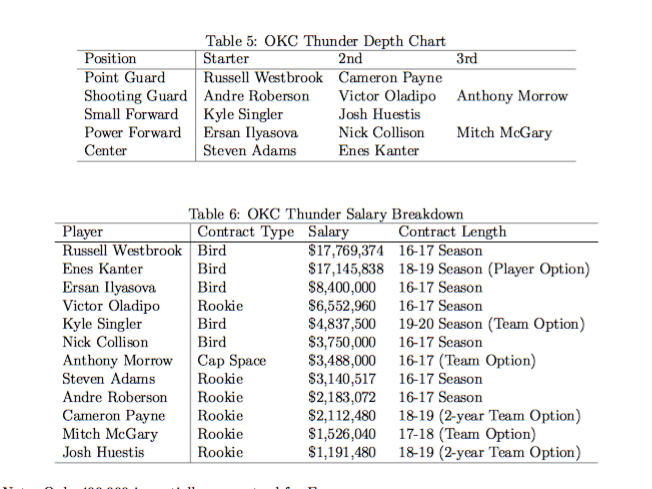 Table 5: OKC Thunder Depth Chart
Position Starter 2nd 3rd
Point Guard Russell Westbrook Cameron Payne
Shooting Guard Andre Roberson Victor Oladipo Anthony Morrow
Small Forward Kyle Singler Josh Huestis
Power Forward Ersan Ilyasova Nick Collison Mitch McGary
Center Steven Adams Enes Kanter
Table 6: OKC Thunder Salary Breakdown
Player Contract Type Salary Contract Length
Russell Westbrook Bird $17,769,374 16-17 Season
Enes Kanter Bird $17,145,838 18-19 Season (Player Option)
Ersan Ilyasova Bird $8,400,000 16-17 Season
Victor Oladipo Rookie $6,552,960 16-17 Season
Kyle Singler Bird $4,837,500 19-20 Season (Team Option)
Nick Collison Bird $3,750,000 16-17 Season
Anthony Morrow Cap Space $3,488,000 16-17 (Team Option)
Steven Adams Rookie $3,140,517 16-17 Season
Andre Roberson Rookie $2,183,072 16-17 Season
Cameron Payne Rookie $2,112,480 18-19 (2-year Team Option)
Mitch McGary Rookie $1,526,040 17-18 (Team Option)
Josh Huestis Rookie $1,191,480 18-19 (2-year Team Option)